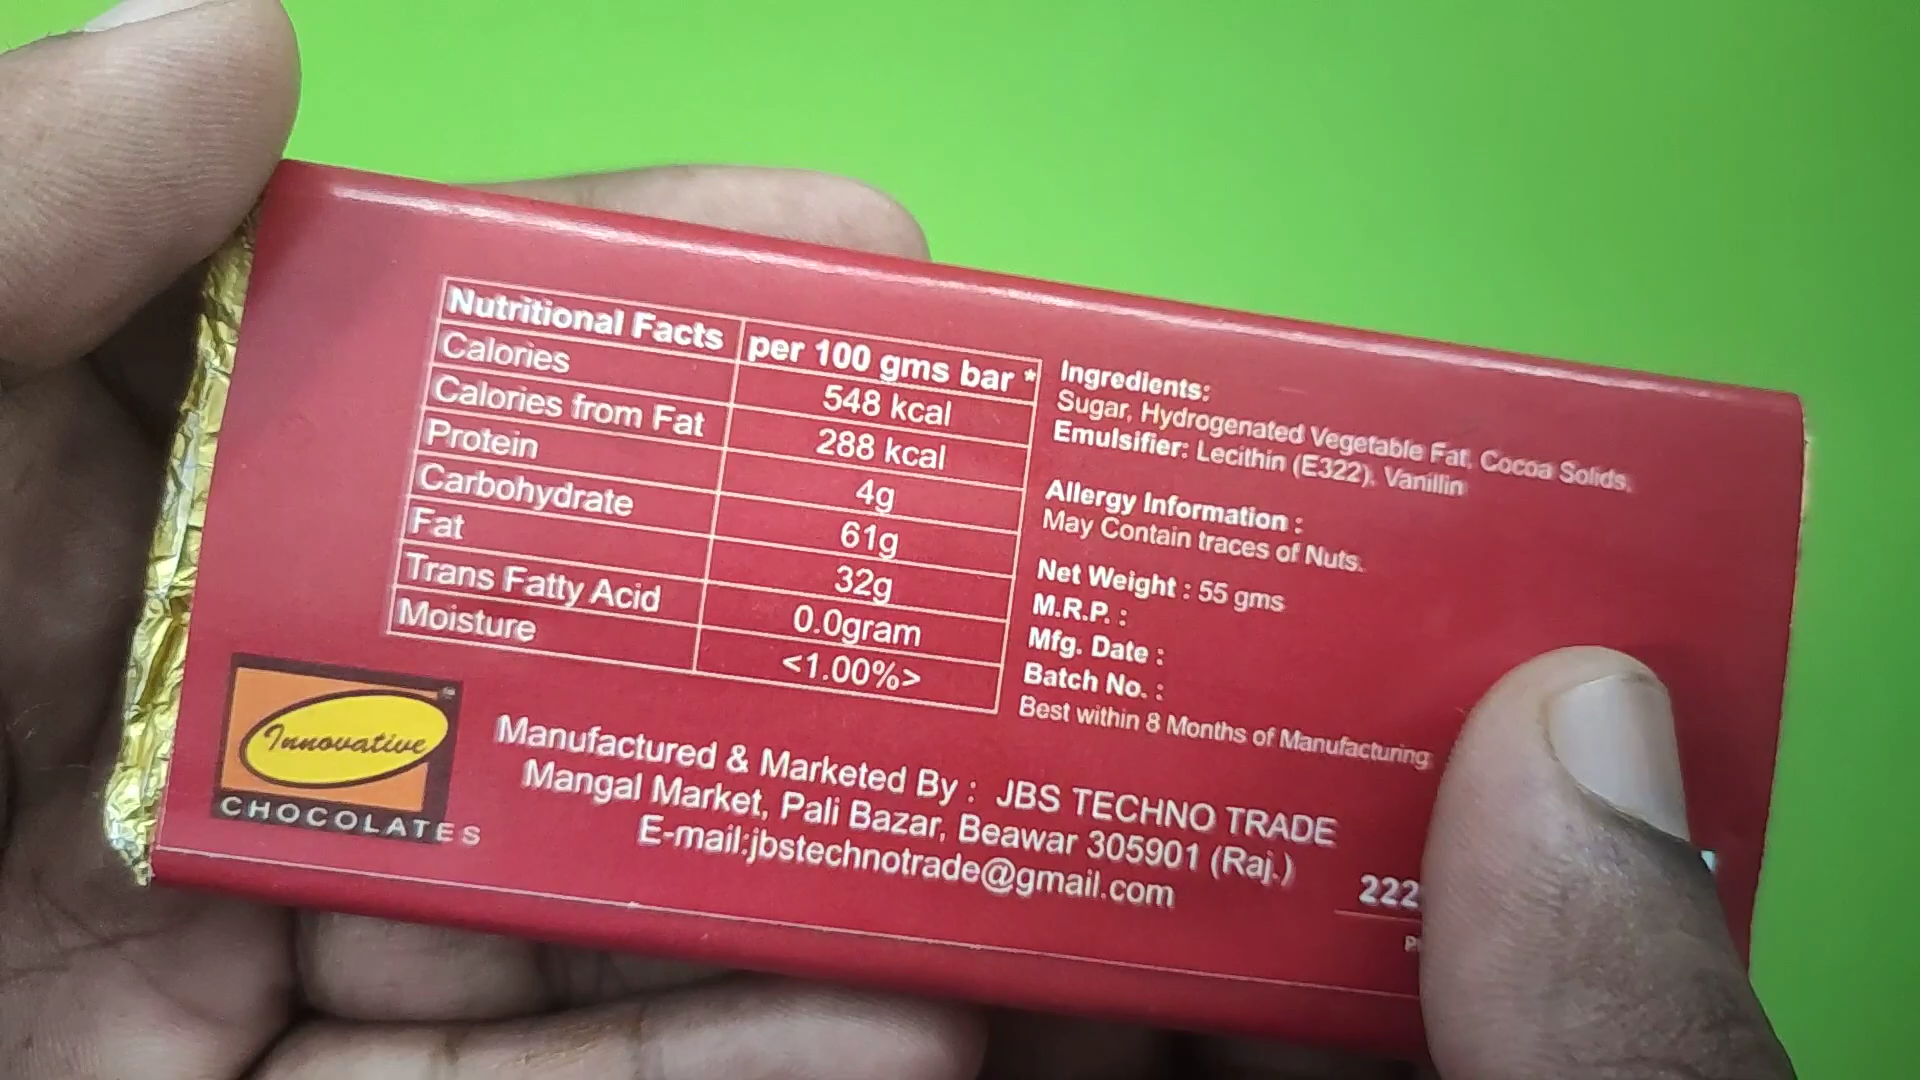 Nutritional Facts per 100 gms bar *
Calories 548 kcal
Calories from Fat 288 kcal
Protein 4g
Carbohydrate 61g
Fat 32g
Trans Fatty Acid 0.0gram
Moisture <1.00%>
Ingredients:
Sugar, Hydrogenated Vegetable Fat, Cocoa Solids,
Emulsifier: Lecithin (E322), Vanillin
Allergy Information :
May Contain traces of Nuts.
Net Weight : 55 gms
M.R.P. :
Mfg. Date :
Batch No. :
Best within 8 Months of Manufacturing
Innovative
CHOCOLATES
Manufactured & Marketed By : JBS TECHNO TRADE
Mangal Market, Pali Bazar, Beawar 305901 (Raj.)
E-mail:jbstechnotrade@gmail.com
222